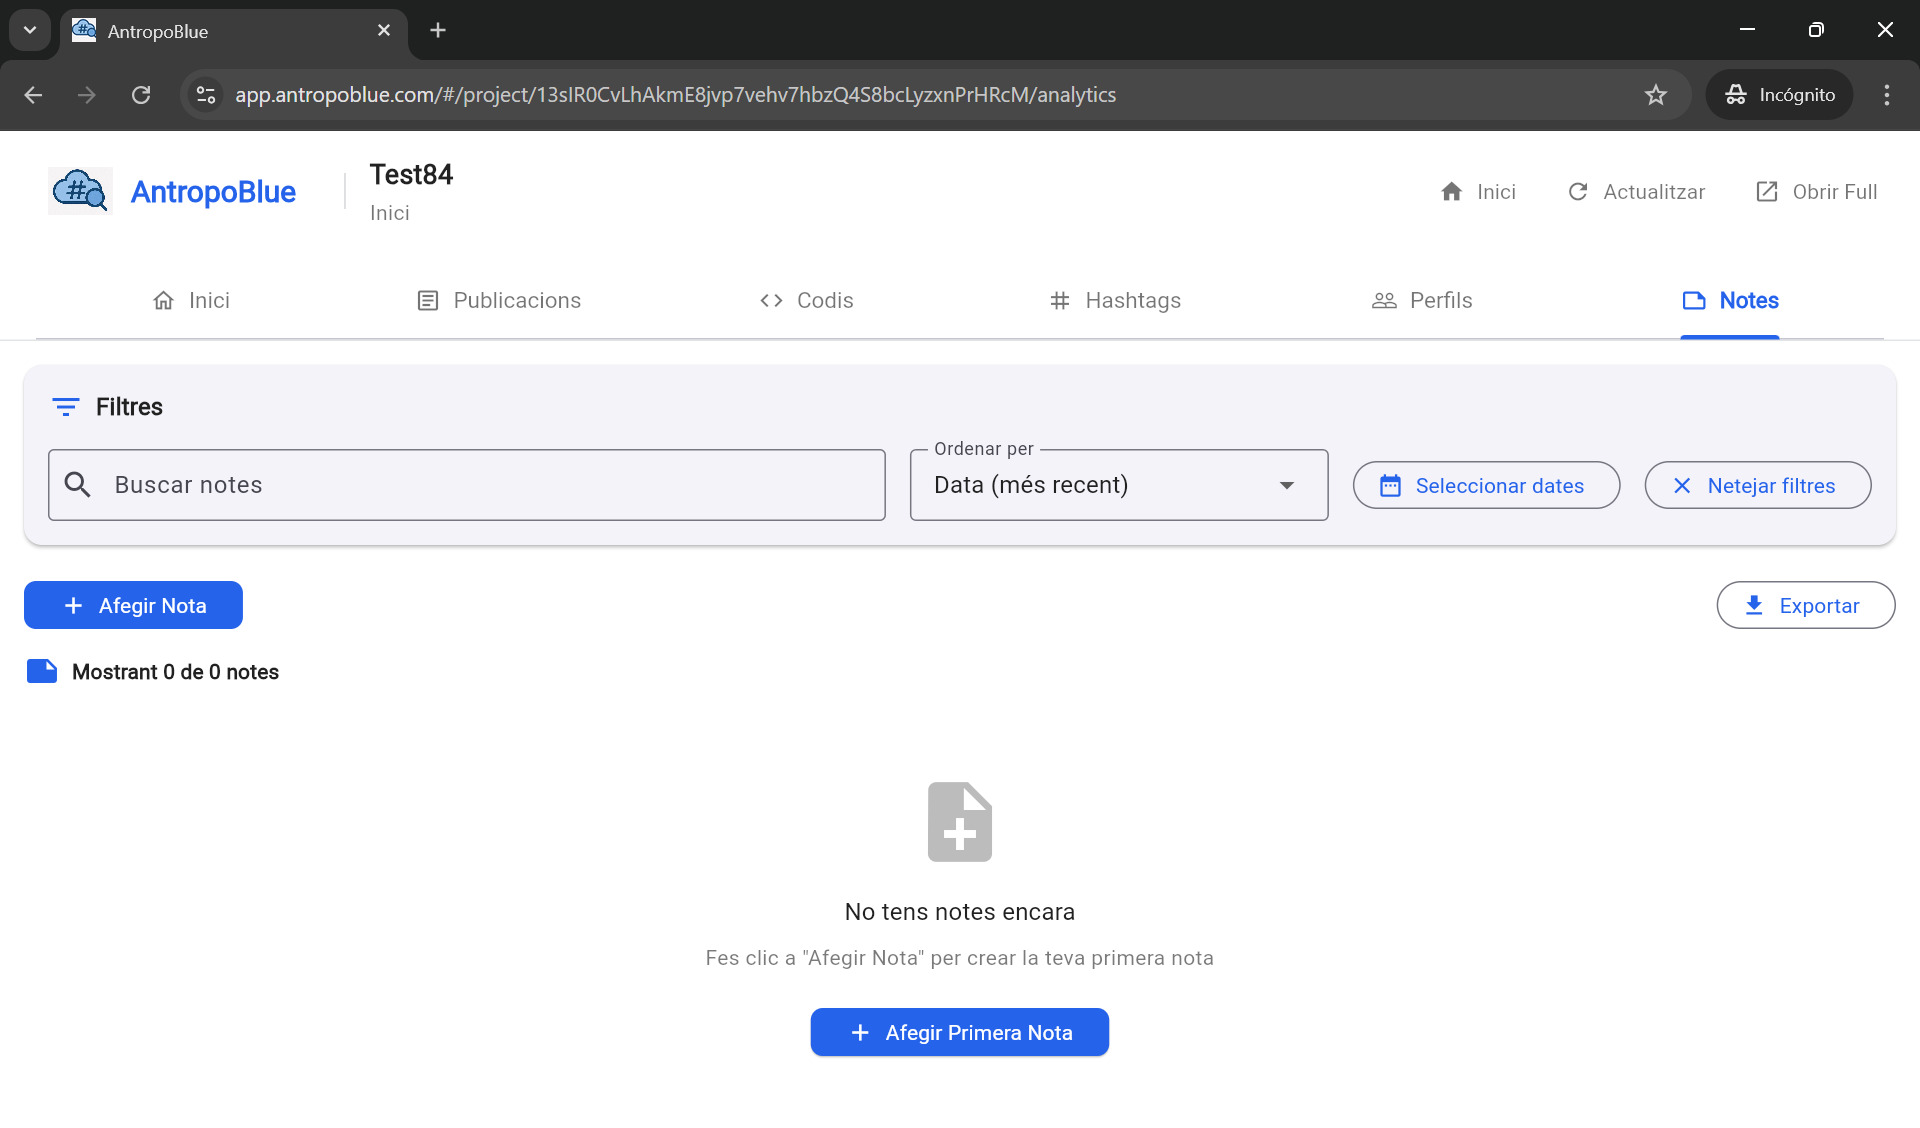 AntropoBlue
app.antropoblue.com/#/project/13sIR0CvLhAkmE8jvp7vehv7hbzQ4S8bcLyzxnPrHRcM/analytics
Incógnito
AntropoBlue
Test84
Inici
Inici
Actualitzar
Obrir Full
Inici
Publicacions
Codis
Hashtags
Perfils
Notes
Filtres
Buscar notes
Ordenar per
Data (més recent)
Seleccionar dates
Netejar filtres
Afegir Nota
Exportar
Mostrant 0 de 0 notes
No tens notes encara
Fes clic a "Afegir Nota" per crear la teva primera nota
Afegir Primera Nota